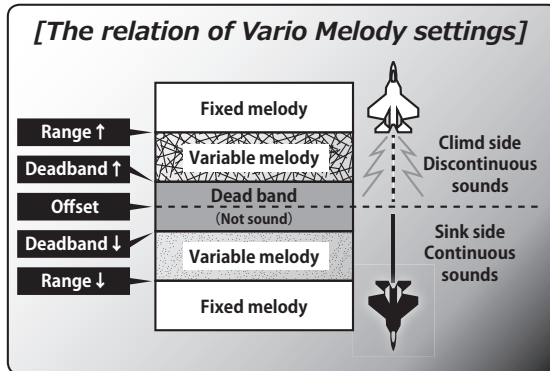 [The relation of Vario Melody settings]
Fixed melody
Range ↑
Variable melody
Deadband ↑
Dead band
Offset
(Not sound)
Deadband ↓
Variable melody
Range ↓
Fixed melody
Climd side
Discontinuous
sounds
Sink side
Continuous
sounds